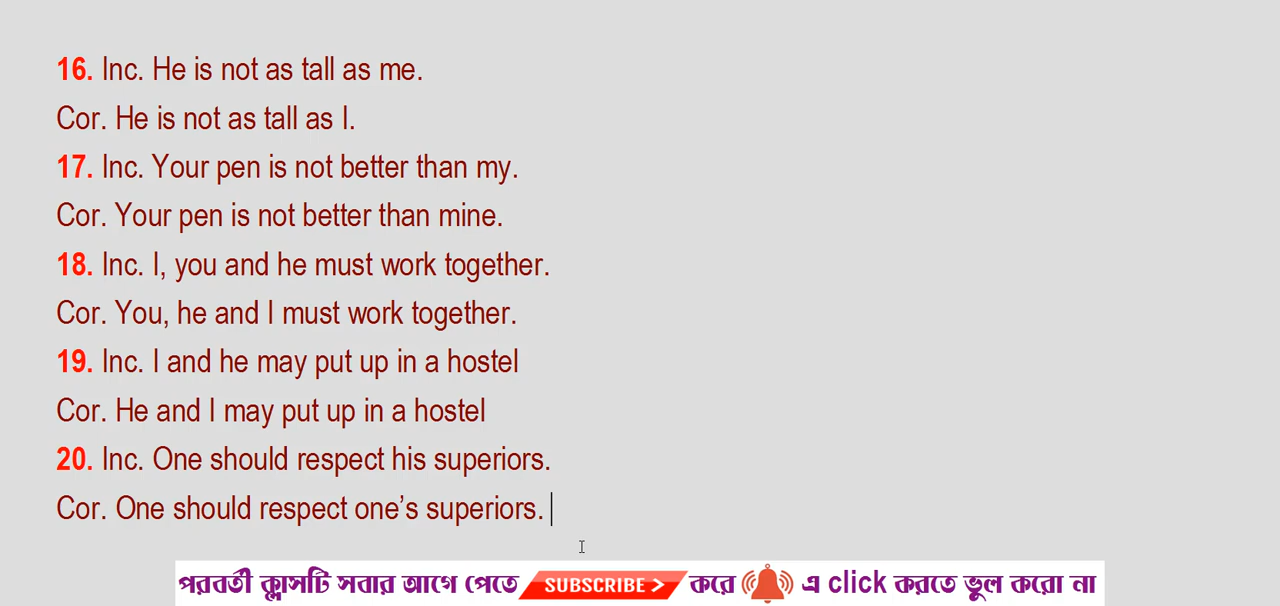 16. Inc. He is not as tall as me.
Cor. He is not as tall as I.
17. Inc. Your pen is not better than my.
Cor. Your pen is not better than mine.
18. Inc. I, you and he must work together.
Cor. You, he and I must work together.
19. Inc. I and he may put up in a hostel
Cor. He and I may put up in a hostel
20. Inc. One should respect his superiors.
Cor. One should respect one’s superiors.
পরবর্তী ক্লাসটি সবার আগে পেতে SUBSCRIBE > করে এ click করতে ভুল করো না